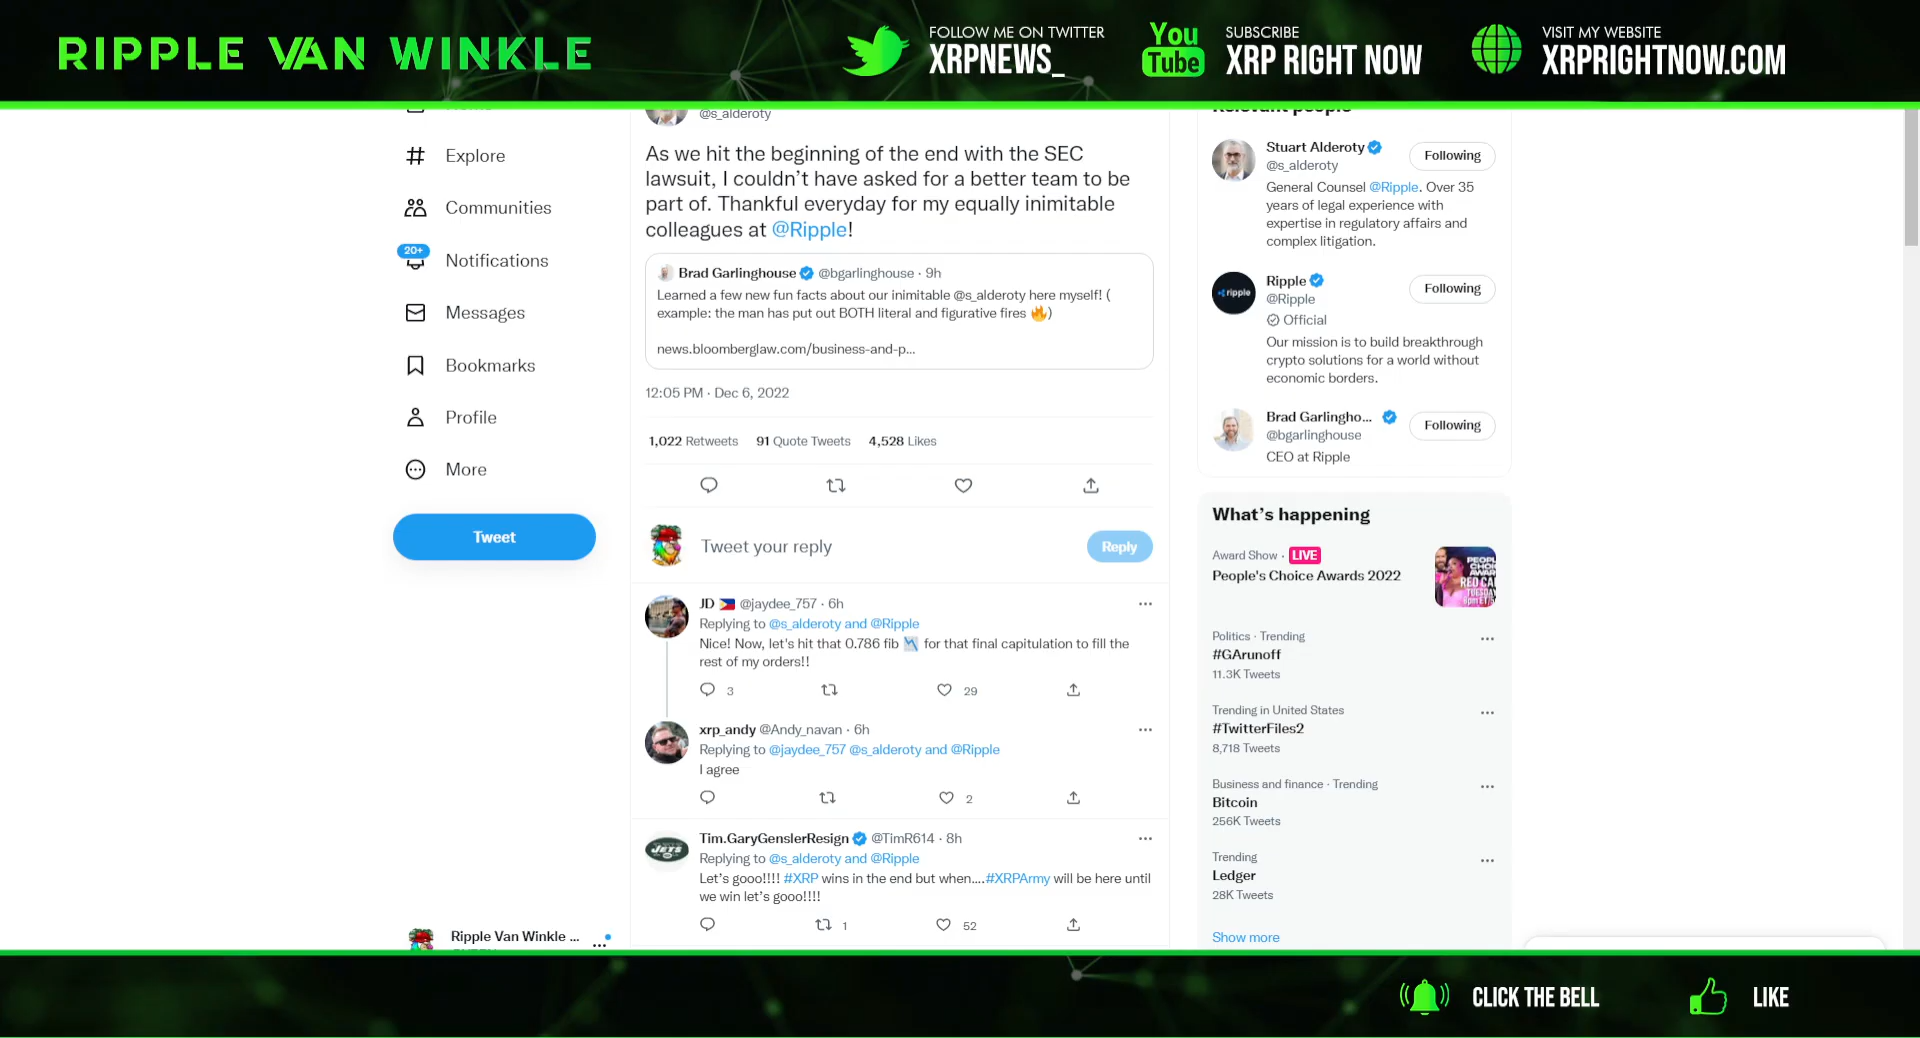 RIPPLE VAN WINKLE
FOLLOW ME ON TWITTER
XRPNEWS_
You
Tube
SUBSCRIBE
XRP RIGHT NOW
VISIT MY WEBSITE
XRPRIGHTNOW.COM
Explore
Communities
20+
Notifications
Messages
Bookmarks
Profile
More
Tweet
Ripple Van Winkle ...
@s_alderoty
As we hit the beginning of the end with the SEC
lawsuit, I couldn’t have asked for a better team to be
part of. Thankful everyday for my equally inimitable
colleagues at @Ripple!
Brad Garlinghouse @bgarlinghouse · 9h
Learned a few new fun facts about our inimitable @s_alderoty here myself! (
example: the man has put out BOTH literal and figurative fires 🔥)
news.bloomberglaw.com/business-and-p...
12:05 PM · Dec 6, 2022
1,022 Retweets 91 Quote Tweets 4,528 Likes
Tweet your reply
Reply
JD 🇵🇭 @jaydee_757 · 6h
Replying to @s_alderoty and @Ripple
Nice! Now, let's hit that 0.786 fib 📉 for that final capitulation to fill the
rest of my orders!!
3 29
xrp_andy @Andy_navan · 6h
Replying to @jaydee_757 @s_alderoty and @Ripple
I agree
2
JETS
Tim.GaryGenslerResign @TimR614 · 8h
Replying to @s_alderoty and @Ripple
Let’s gooo!!!! #XRP wins in the end but when....#XRPArmy will be here until
we win let’s gooo!!!!
1 52
Relevant people
Stuart Alderoty
@s_alderoty
Following
General Counsel @Ripple. Over 35
years of legal experience with
expertise in regulatory affairs and
complex litigation.
ripple
Ripple
@Ripple
Following
Official
Our mission is to build breakthrough
crypto solutions for a world without
economic borders.
Brad Garlingho...
@bgarlinghouse
Following
CEO at Ripple
What’s happening
Award Show · LIVE
People's Choice Awards 2022
Politics · Trending
#GArunoff
11.3K Tweets
Trending in United States
#TwitterFiles2
8,718 Tweets
Business and finance · Trending
Bitcoin
256K Tweets
Trending
Ledger
28K Tweets
Show more
CLICK THE BELL
LIKE